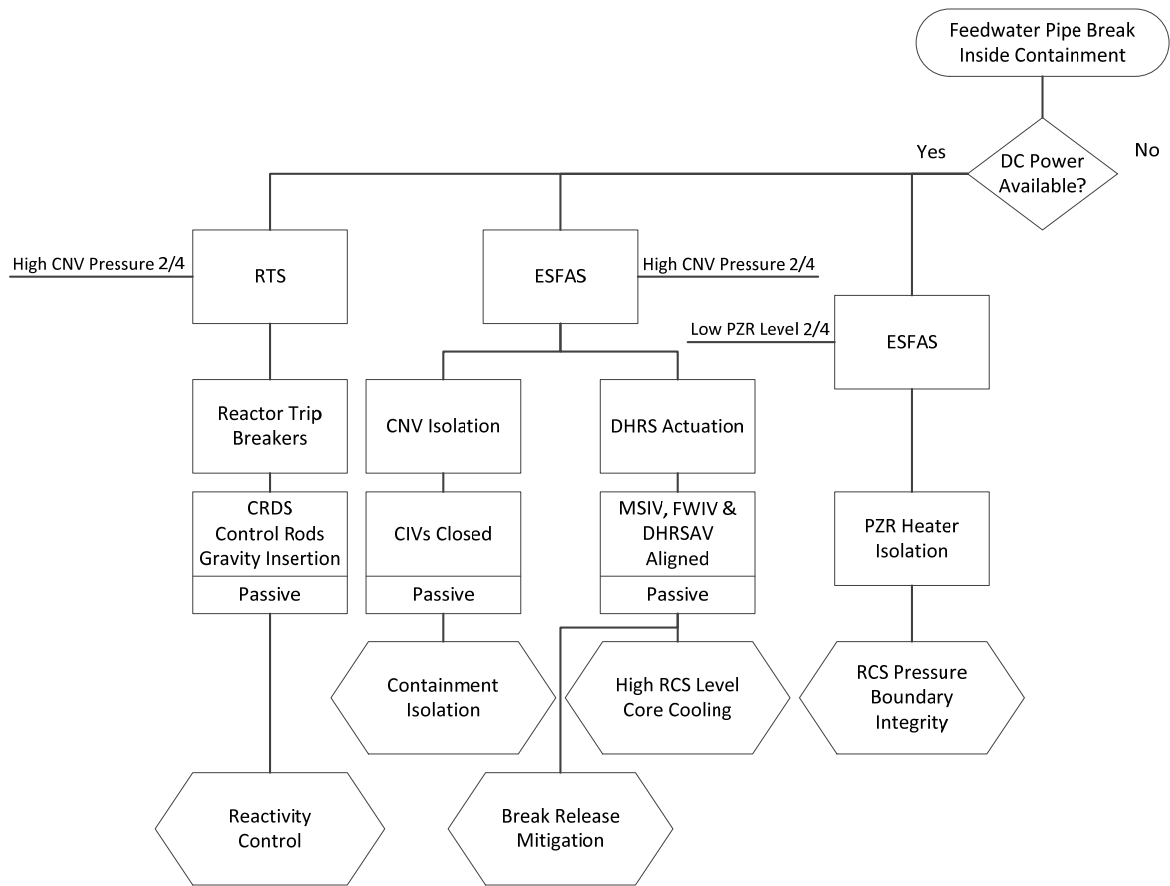 Feedwater Pipe Break
Inside Containment
Yes
No
DC Power
Available?
High CNV Pressure 2/4
RTS
ESFAS
High CNV Pressure 2/4
Low PZR Level 2/4
ESFAS
Reactor Trip
Breakers
CNV Isolation
DHRS Actuation
CRDS
Control Rods
Gravity Insertion
Passive
CIVs Closed
Passive
MSIV, FWIV &
DHRSAV
Aligned
Passive
PZR Heater
Isolation
Containment
Isolation
High RCS Level
Core Cooling
RCS Pressure
Boundary
Integrity
Reactivity
Control
Break Release
Mitigation